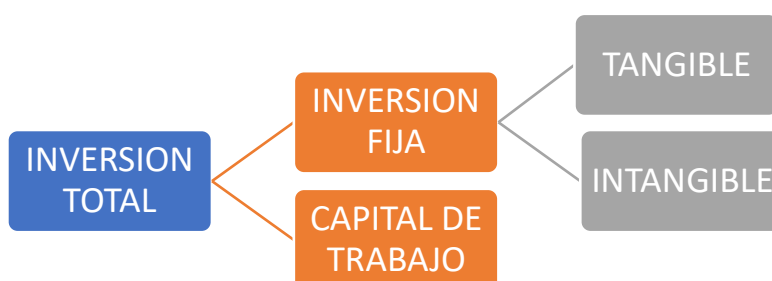 INVERSION
TOTAL
INVERSION
FIJA
CAPITAL DE
TRABAJO
TANGIBLE
INTANGIBLE